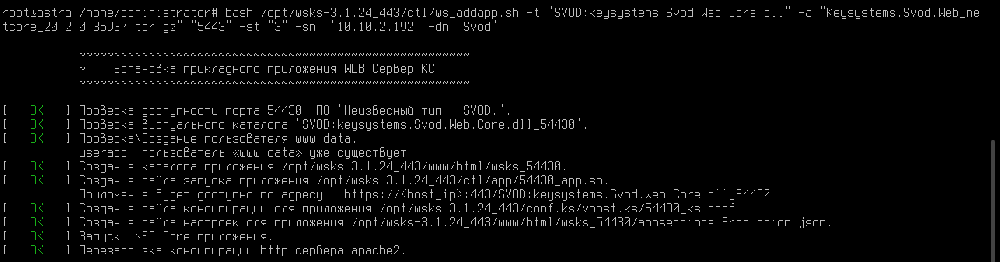 root@astra:/home/administrator# bash /opt/wsks-3.1.24_443/ctl/ws_addapp.sh -t "SVOD:keysystems.Svod.Web.Core.dll" -a "Keysystems.Svod.Web_ne
tcore_20.2.0.35937.tar.gz" "5443" -st "3" -sn  "10.10.2.192" -dn "Svod"
~~~~~~~~~~~~~~~~~~~~~~~~~~~~~~~~~~~~~~~~~~~~~~~~~~~~~~~~
~    Установка прикладного приложения WEB-Сервер-КС
~~~~~~~~~~~~~~~~~~~~~~~~~~~~~~~~~~~~~~~~~~~~~~~~~~~~~~~~
[   OK   ] Проверка доступности порта 54430  ПО "Неизвесный тип - SVOD.".
[   OK   ] Проверка виртуального каталога "SVOD:keysystems.Svod.Web.Core.dll_54430".
[   OK   ] Проверка\Создание пользователя www-data.
useradd: пользователь «www-data» уже существует
[   OK   ] Создание каталога приложения /opt/wsks-3.1.24_443/www/html/wsks_54430.
[   OK   ] Создание файла запуска приложения /opt/wsks-3.1.24_443/ctl/app/54430_app.sh.
Приложение будет доступно по адресу - https://<host_ip>:443/SVOD:keysystems.Svod.Web.Core.dll_54430.
[   OK   ] Создание файла конфигурации для приложения /opt/wsks-3.1.24_443/conf.ks/vhost.ks/54430_ks.conf.
[   OK   ] Создание файла настроек для приложения /opt/wsks-3.1.24_443/www/html/wsks_54430/appsettings.Production.json.
[   OK   ] Запуск .NET Core приложения.
[   OK   ] Перезагрузка конфигурации http сервера apache2.